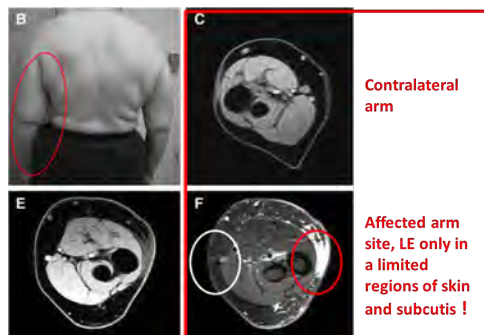 B
C
Contralateral
arm
E
F
Affected arm
site, LE only in
a limited
regions of skin
and subcutis !